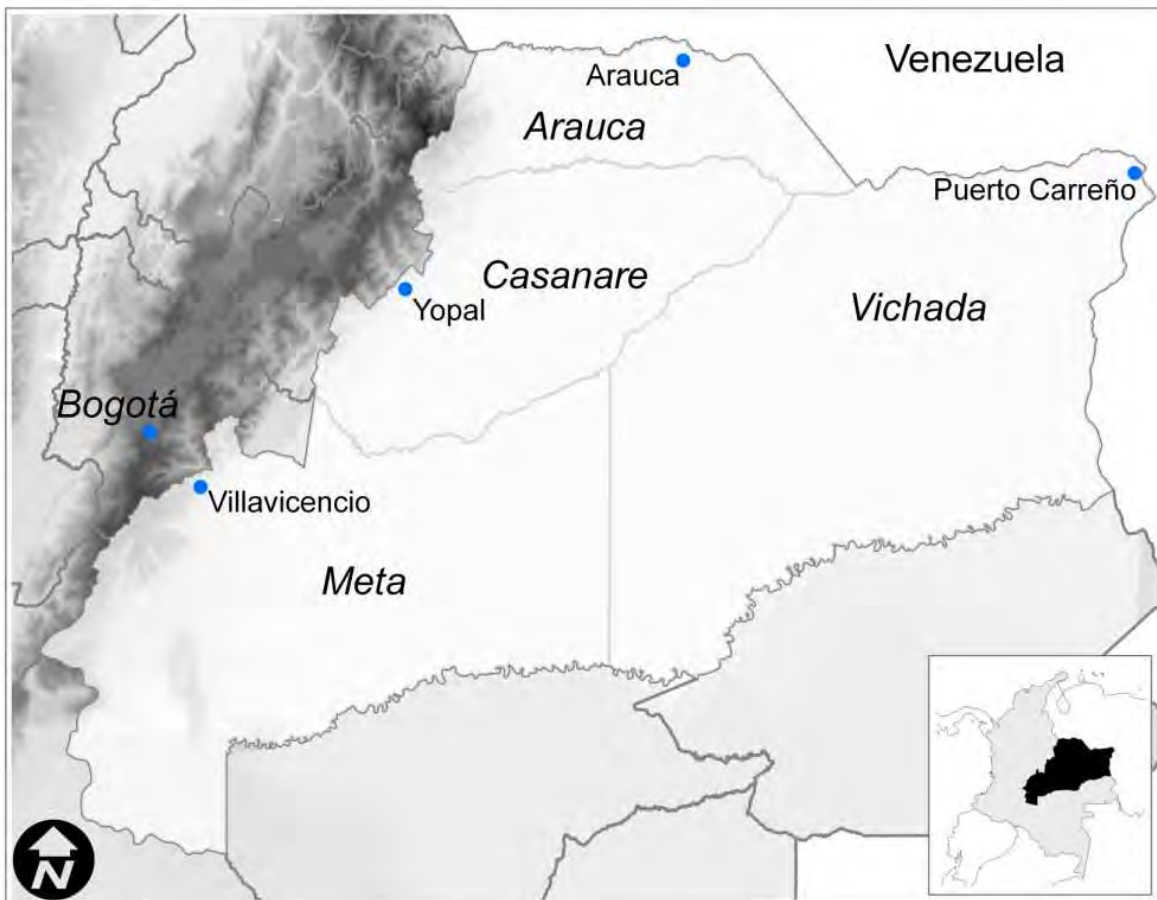 Venezuela
Arauca
Arauca
Puerto Carreño
Casanare
Yopal
Vichada
Bogotá
Villavicencio
Meta
N